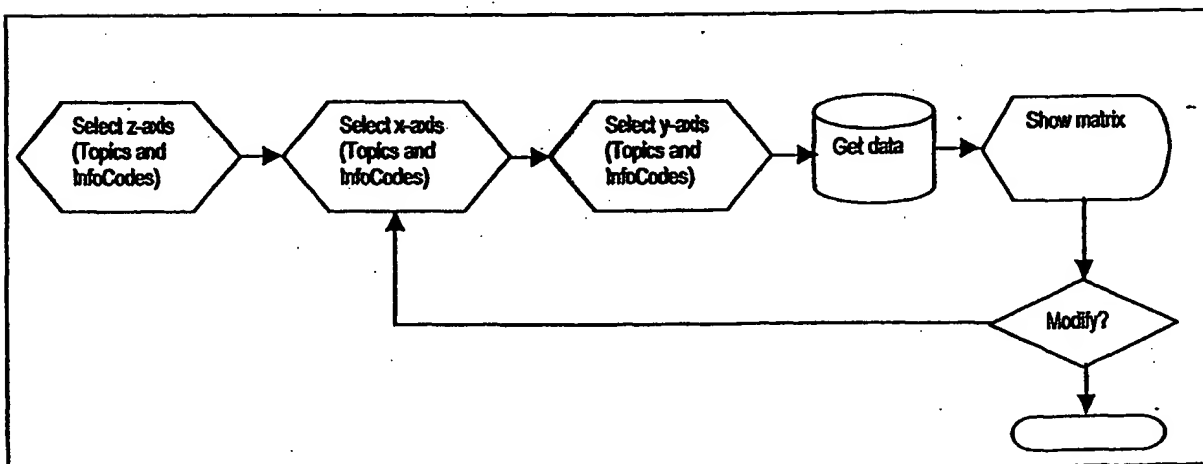 Select z-axis
(Topics and
InfoCodes)
Select x-axis
(Topics and
InfoCodes)
Select y-axis
(Topics and
InfoCodes)
Get data
Show matrix
Modify?